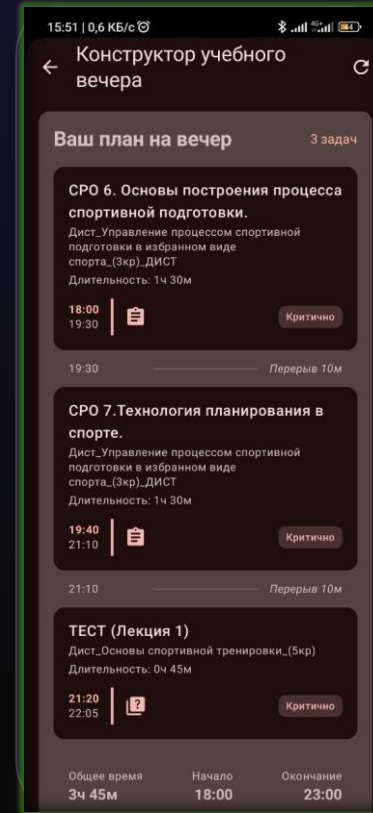 15:51 | 0,6 КБ/с
4G+
44
Конструктор учебного
вечера
Ваш план на вечер
3 задач
СРО 6. Основы построения процесса
спортивной подготовки.
Дист_Управление процессом спортивной
подготовки в избранном виде
спорта_(3кр)_ДИСТ
Длительность: 1ч 30м
18:00
19:30
Критично
19:30
Перерыв 10м
СРО 7.Технология планирования в
спорте.
Дист_Управление процессом спортивной
подготовки в избранном виде
спорта_(3кр)_ДИСТ
Длительность: 1ч 30м
19:40
21:10
Критично
21:10
Перерыв 10м
ТЕСТ (Лекция 1)
Дист_Основы спортивной тренировки_(5кр)
Длительность: 0ч 45м
21:20
22:05
Критично
Общее время
Начало
Окончание
3ч 45м
18:00
23:00